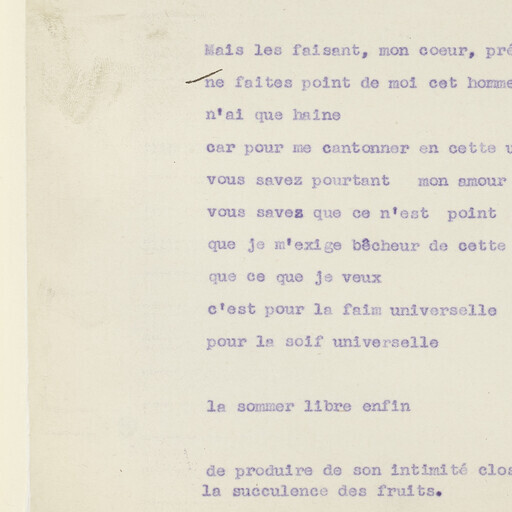 Mais les faisant, mon coeur, pré
ne faites point de moi cet homme
n'ai que haine
car pour me cantonner en cette u
vous savez pourtant mon amour
vous savez que ce n'est point
que je m'exige bêcheur de cette
que ce que je veux
c'est pour la faim universelle
pour la soif universelle
la sommer libre enfin
de produire de son intimité clos
la succulence des fruits.